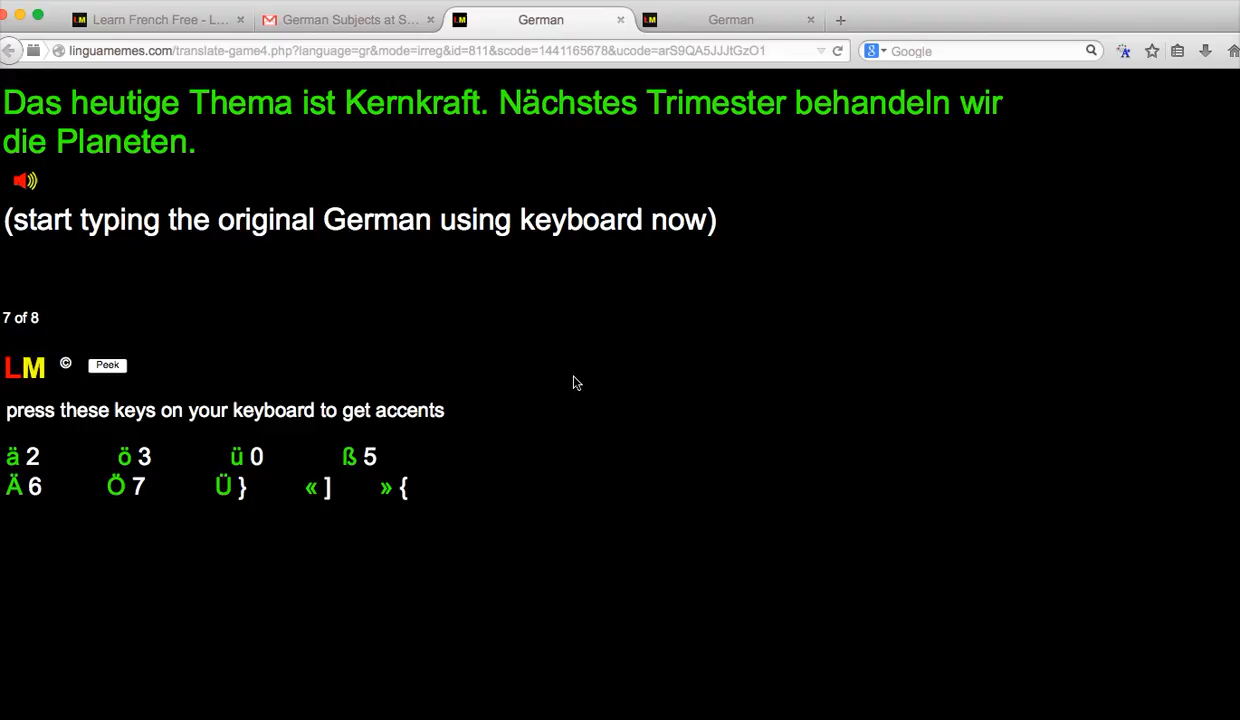 Learn French Free - L...
German Subjects at S...
German
German
linguamemes.com/translate-game4.php?language=gr&mode=irreg&id=811&scode=1441165678&ucode=arS9QA5JJJtGzO1
Google
Das heutige Thema ist Kernkraft. Nächstes Trimester behandeln wir
die Planeten.
(start typing the original German using keyboard now)
7 of 8
LM © Peek
press these keys on your keyboard to get accents
ä 2 ö 3 ü 0 ß 5
Ä 6 Ö 7 Ü } « ] » {